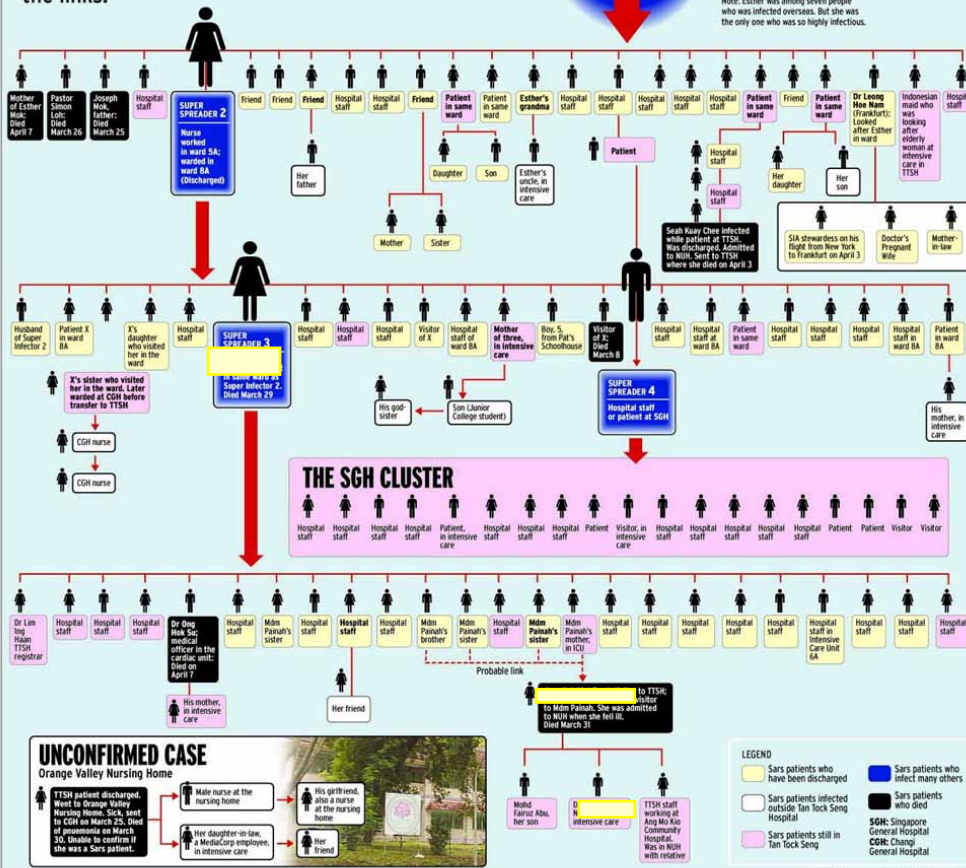 the links.
Note: Esther was among seven people
who was infected overseas. But she was
the only one who was so highly infectious.
Mother
of Esther
Mok:
Died
April 7
Pastor
Simon
Loh:
Died
March 26
Joseph
Mok,
father:
Died
March 25
Hospital
staff
SUPER
SPREADER 2
Nurse
worked
in ward 5A;
warded in
ward 8A
(Discharged)
Friend
Friend
Friend
Hospital
staff
Hospital
staff
Friend
Patient
in same
ward
Patient
in same
ward
Esther's
grandma
Hospital
staff
Hospital
staff
Hospital
staff
Hospital
staff
Hospital
staff
Patient
in same
ward
Friend
Patient
in same
ward
Dr Leong
Hoe Nam
(Frankfurt):
Looked
after Esther
in ward
Indonesian
maid who
was
looking
after
elderly
woman at
intensive
care in
TTSH
Her
father
Mother
Sister
Daughter
Son
Esther's
uncle, in
intensive
care
Patient
Hospital
staff
Hospital
staff
Seah Kuay Chee infected
while patient at TTSH.
Was discharged. Admitted
to NUH. Sent to TTSH
where she died on April 3
Her
daughter
Her
son
SIA stewardess on his
flight from New York
to Frankfurt on April 3
Doctor's
Pregnant
Wife
Mother-
in-law
Husband
of Super
Infector 2
Patient X
in ward
8A
X's
daughter
who visited
her in the
ward
Hospital
staff
SUPER
SPREADER 3
in same ward as
Super Infector 2.
Died March 29
Hospital
staff
Hospital
staff
Hospital
staff
Visitor
of X
Hospital
staff of
ward 8A
Mother
of three,
in intensive
care
Boy, 5,
from Pat's
Schoolhouse
Visitor
of X:
Died
March 8
Hospital
staff
Hospital
staff at
ward 8A
Patient in
same
ward
Hospital
staff
Hospital
staff
Hospital
staff
in ward
8A
Patient in
ward 8A
X's sister who visited
her in the ward. Later
warded at CGH before
transfer to TTSH
CGH nurse
CGH nurse
His god-
sister
Son (Junior
College student)
SUPER
SPREADER 4
Hospital staff
or patient at SGH
His
mother, in
intensive
care
THE SGH CLUSTER
Hospital
staff
Hospital
staff
Hospital
staff
Hospital
staff
Patient,
in intensive
care
Hospital
staff
Hospital
staff
Hospital
staff
Patient
Visitor, in
intensive
care
Hospital
staff
Hospital
staff
Hospital
staff
Hospital
staff
Hospital
staff
Patient
Patient
Visitor
Visitor
Dr Lim
Ing
Haan
TTSH
registrar
Hospital
staff
Hospital
staff
Hospital
staff
Dr Ong
Hok Su;
medical
officer in the
cardiac unit:
Died on
April 7
Hospital
staff
Mdm
Painah's
sister
Hospital
staff
Hospital
staff
Hospital
staff
Mdm
Painah's
brother
Mdm
Painah's
sister
Hospital
staff
Mdm
Painah's
sister
Mdm
Painah's
mother,
in ICU
Hospital
staff
Hospital
staff
Hospital
staff
Hospital
staff
Hospital
staff
Hospital
staff in
Intensive
Care Unit
6A
Hospital
staff
Hospital
staff
Hospital
staff
His mother,
in intensive
care
Her friend
Probable link
to TTSH;
visitor
to Mdm Painah. She was admitted
to NUH when she fell ill.
Died March 31
Mohd
Fairuz Abu,
her son
intensive care
TTSH staff
working at
Ang Mo Kio
Community
Hospital.
Was in NUH
with relative
UNCONFIRMED CASE
Orange Valley Nursing Home
TTSH patient discharged.
Went to Orange Valley
Nursing Home. Sick, sent
to CGH on March 25. Died
of pnuemonia on March
30. Unable to confirm if
she was a Sars patient.
Male nurse at the
nursing home
His girlfriend,
also a nurse
at the nursing
home
Her daughter-in-law,
a MediaCorp employee,
in intensive care
Her
friend
LEGEND
Sars patients who
have been discharged
Sars patients infected
outside Tan Tock Seng
Hospital
Sars patients still in
Tan Tock Seng
Sars patients who
infect many others
Sars patients
who died
SGH: Singapore
General Hospital
CGH: Changi
General Hospital